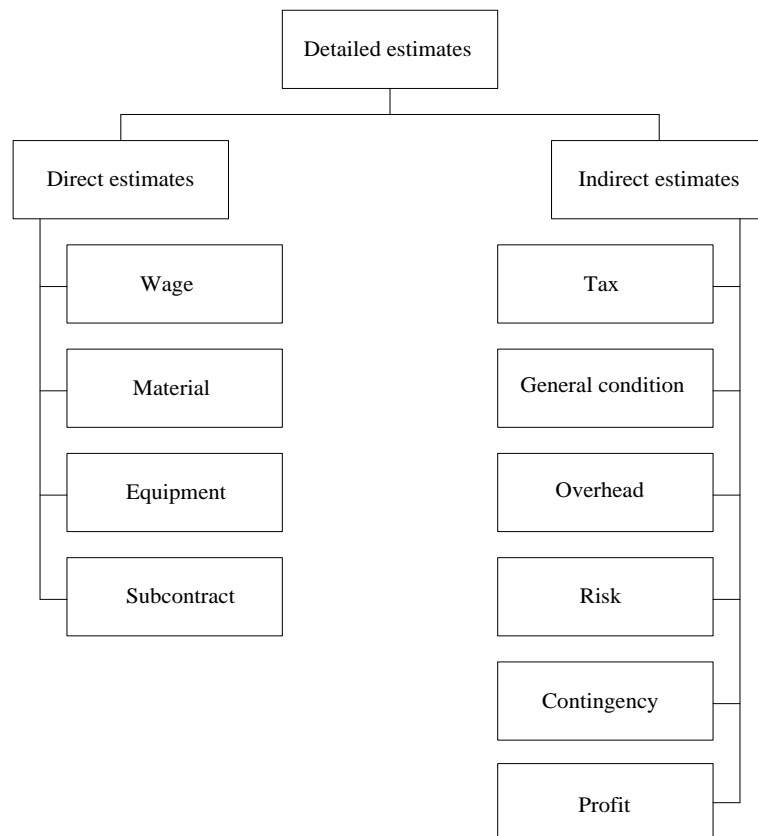 Detailed estimates
Direct estimates
Wage
Material
Equipment
Subcontract
Indirect estimates
Tax
General condition
Overhead
Risk
Contingency
Profit